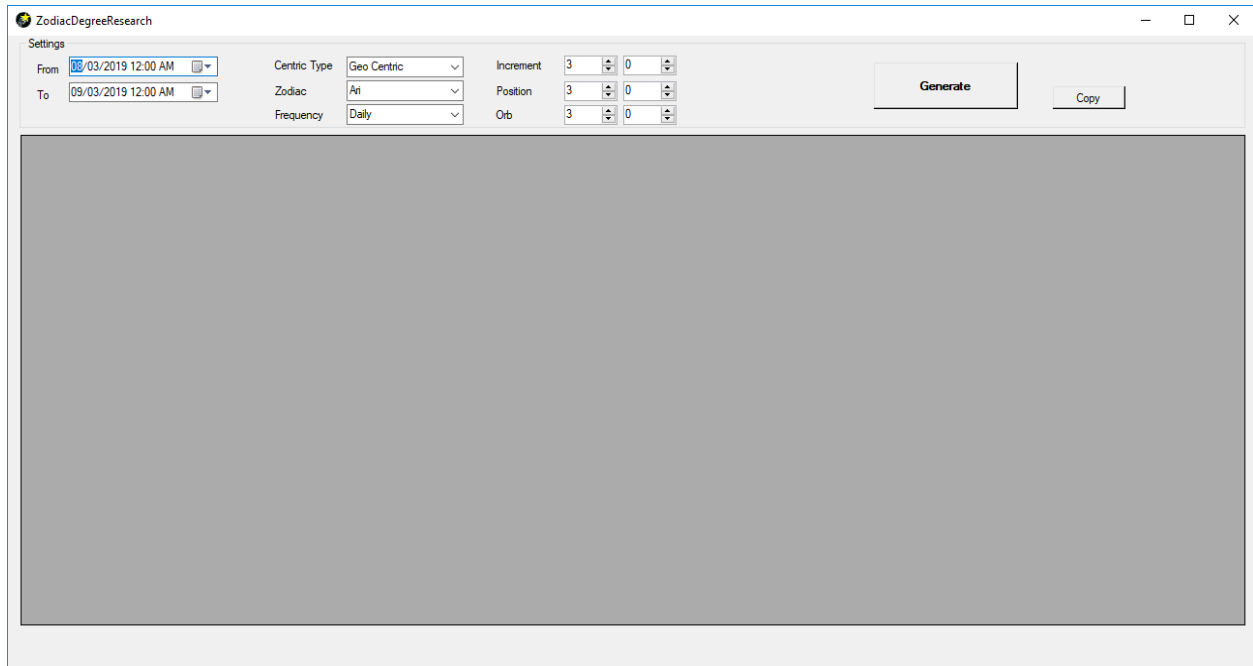 ZodiacDegreeResearch
Settings
From 08/03/2019 12:00 AM Centric Type Geo Centric Increment 3 0
To 09/03/2019 12:00 AM Zodiac Ari Position 3 0
Frequency Daily Orb 3 0
Generate
Copy